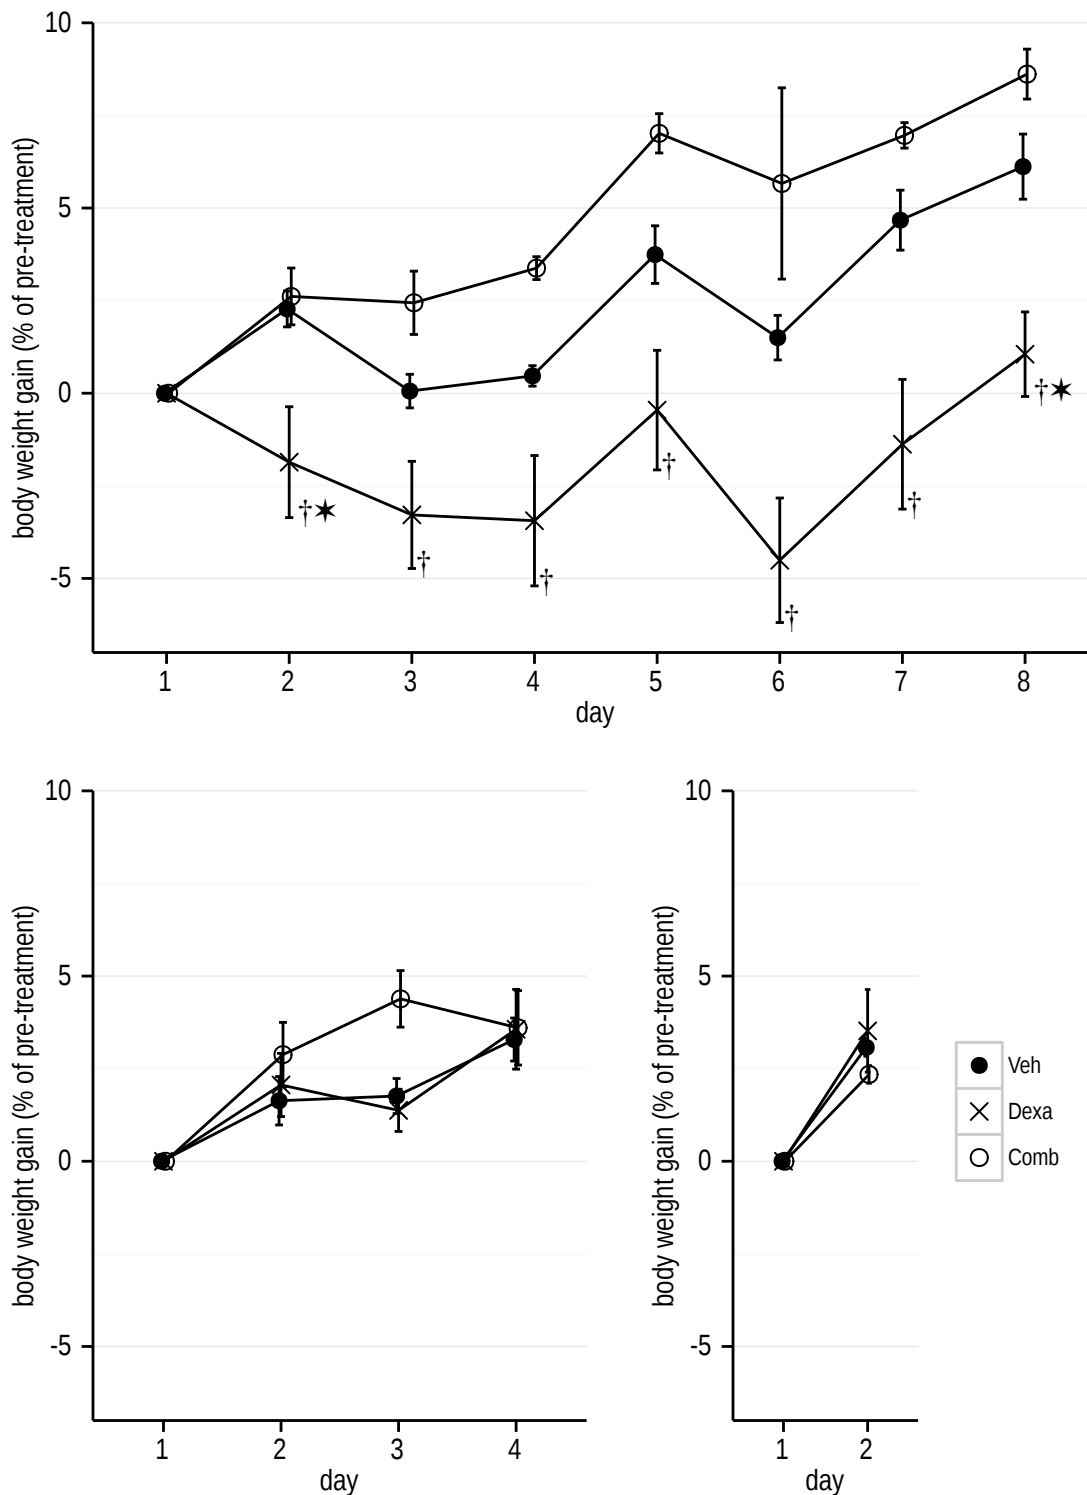 10
5
0
-5
body weight gain (% of pre-treatment)
†✶
†
†
†
†
†
†✶
1 2 3 4 5 6 7 8
day
10
5
0
-5
body weight gain (% of pre-treatment)
1 2 3 4
day
10
5
0
-5
body weight gain (% of pre-treatment)
1 2
day
Veh
Dexa
Comb